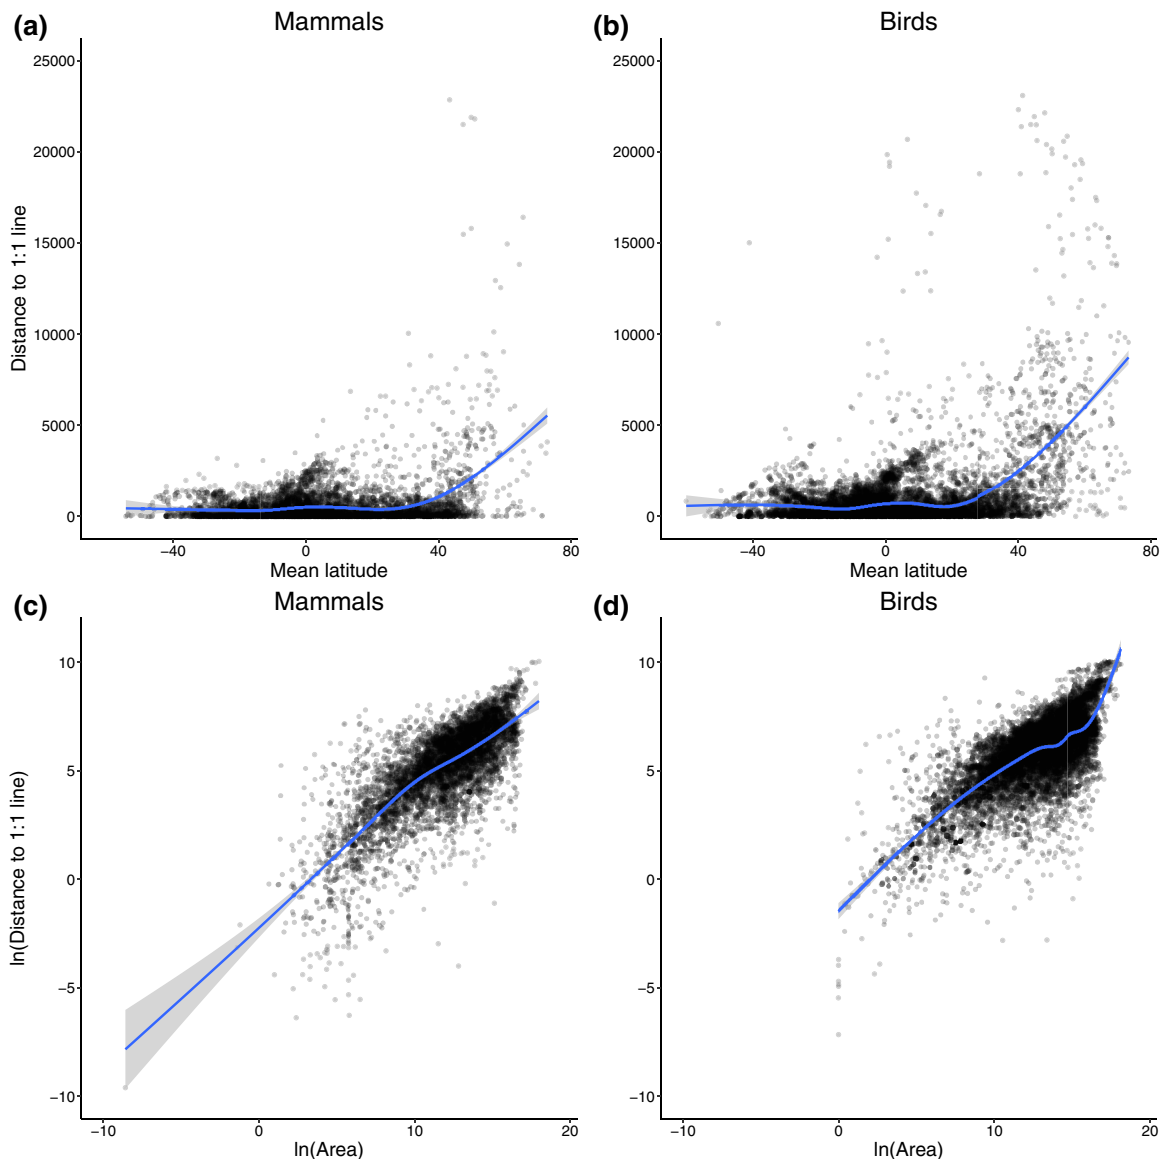 (a) Mammals
(b) Birds
25000
20000
15000
10000
5000
0
Distance to 1:1 line
−40 0 40 80
Mean latitude
25000
20000
15000
10000
5000
0
−40 0 40 80
Mean latitude
(c) Mammals
(d) Birds
10
5
0
−5
−10
ln(Distance to 1:1 line)
−10 0 10 20
ln(Area)
10
5
0
−5
−10
−10 0 10 20
ln(Area)